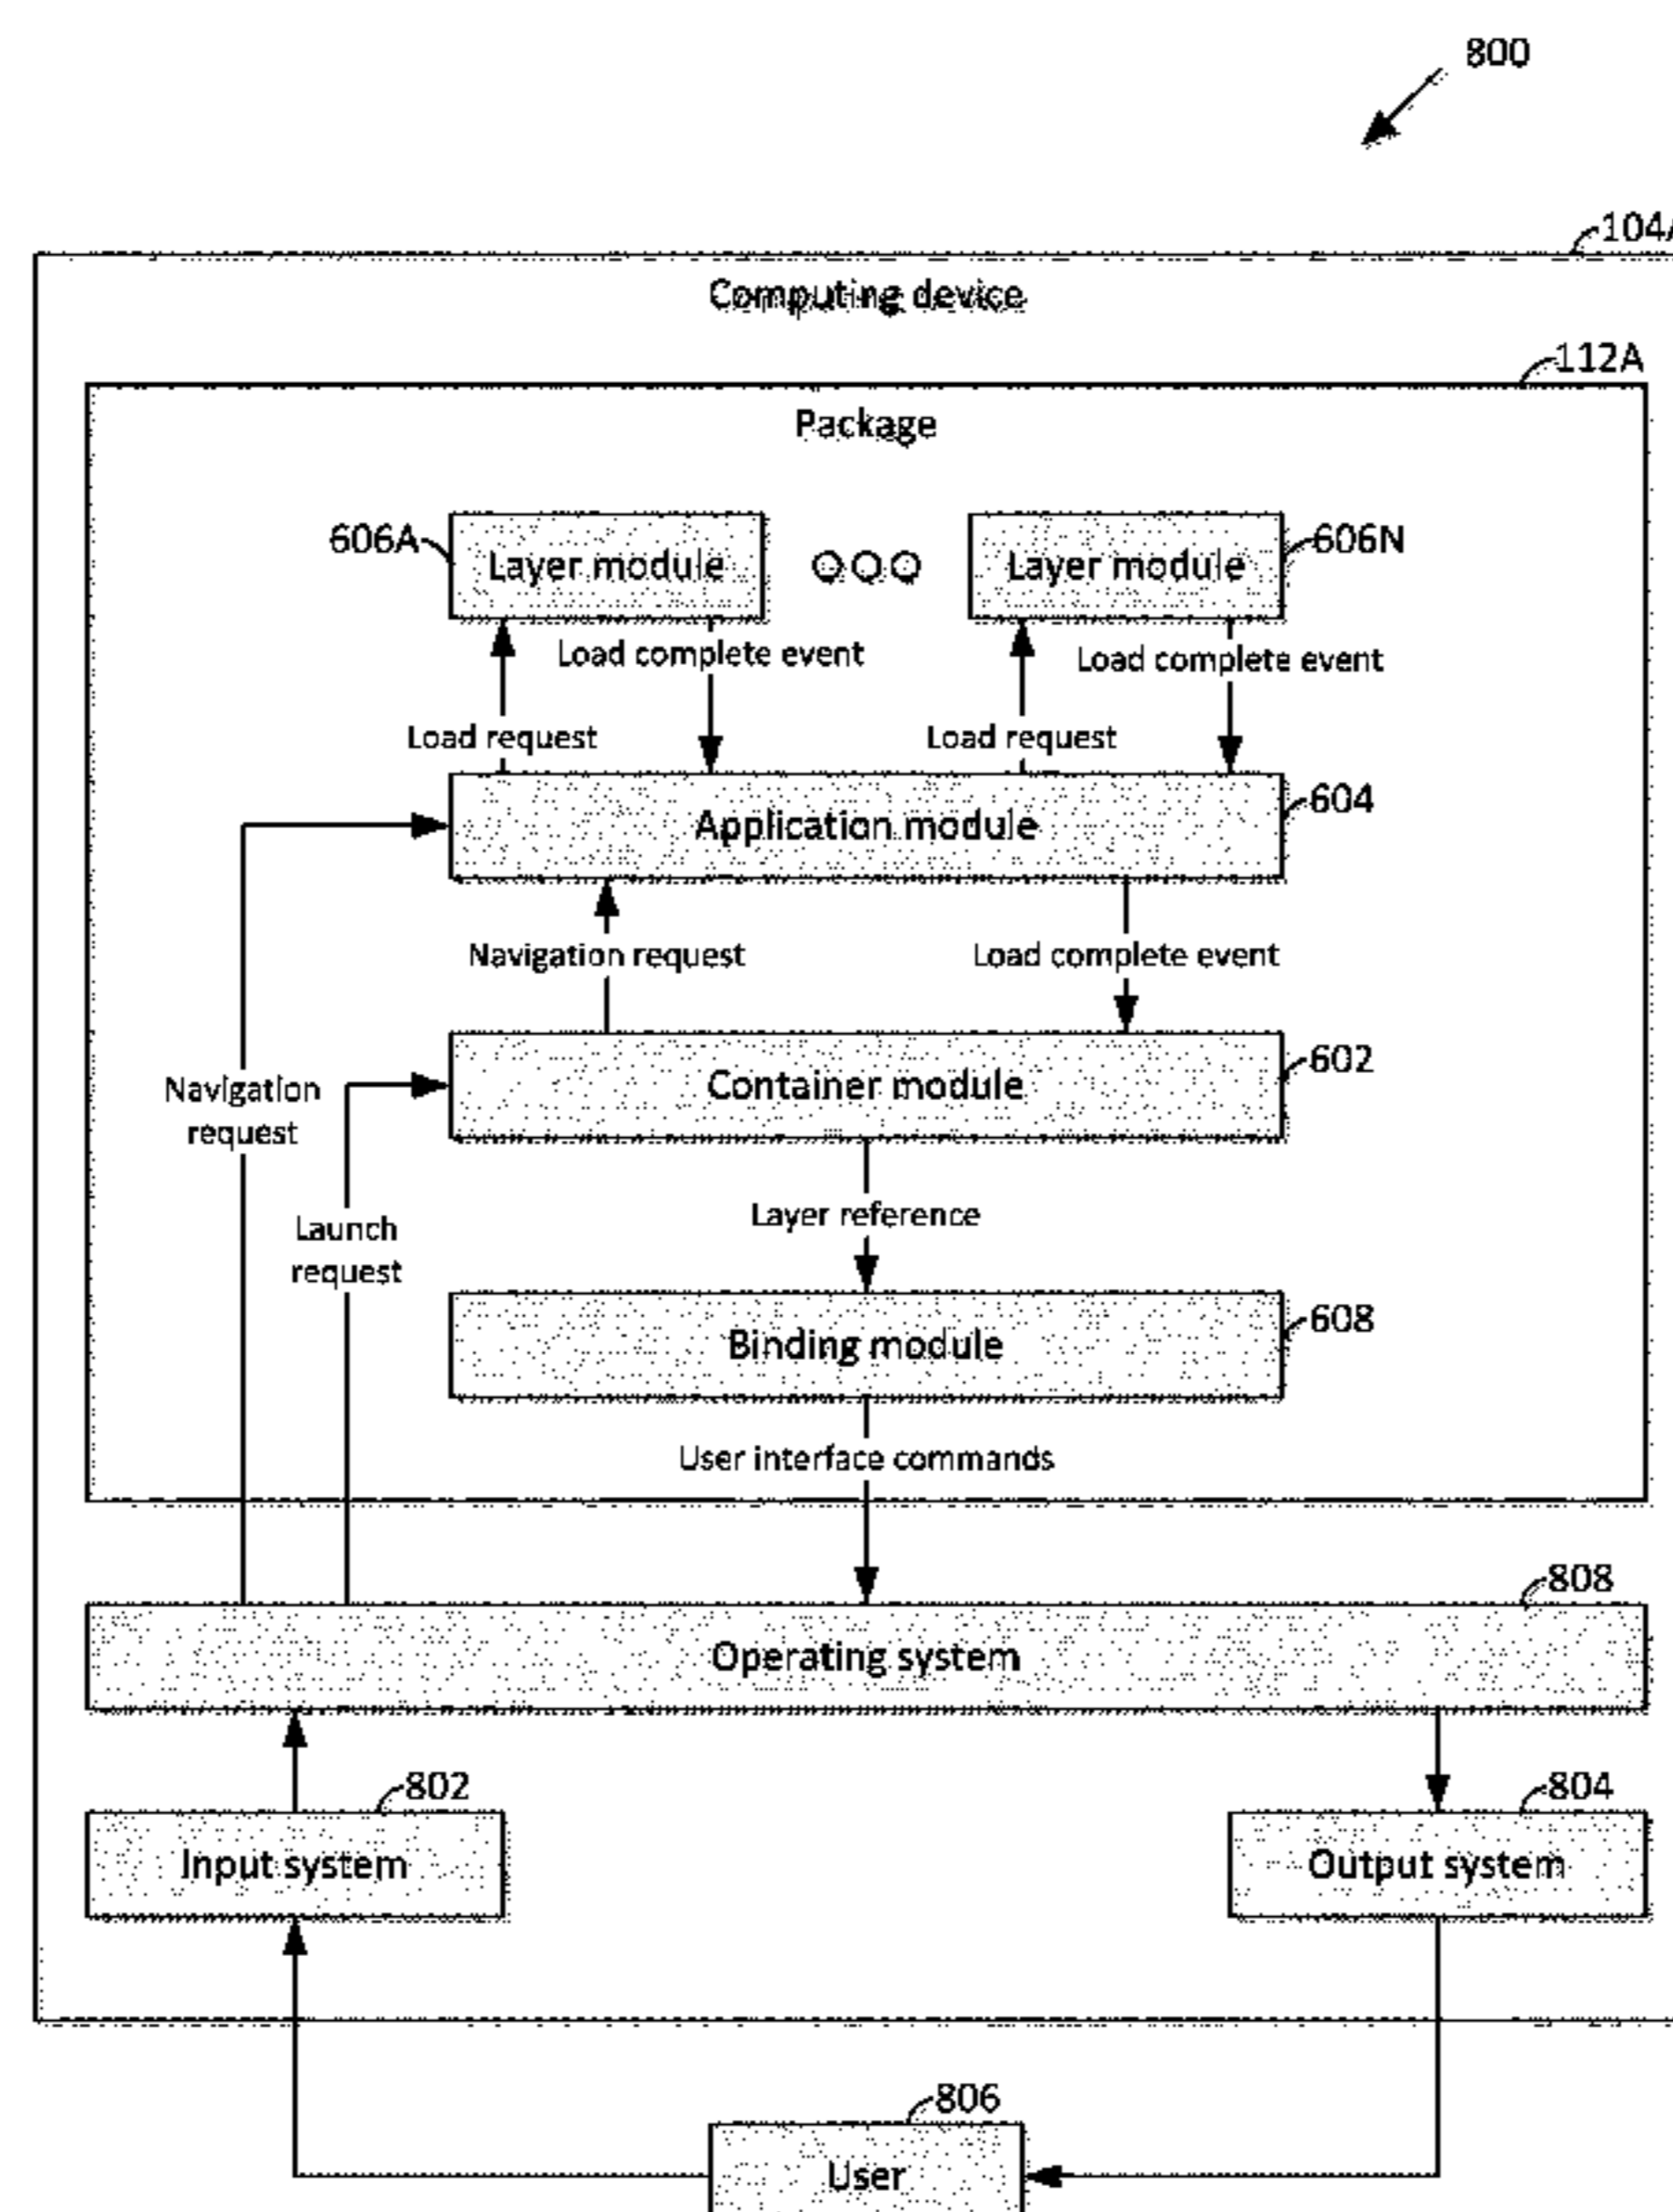 800
104A
Computing device
112A
Package
606A
Layer module
Layer module
606N
Load complete event
Load complete event
Load request
Load request
Application module
604
Navigation request
Load complete event
Container module
602
Navigation
request
Launch
request
Layer reference
Binding module
608
User interface commands
808
Operating system
802
804
Input system
Output system
806
User